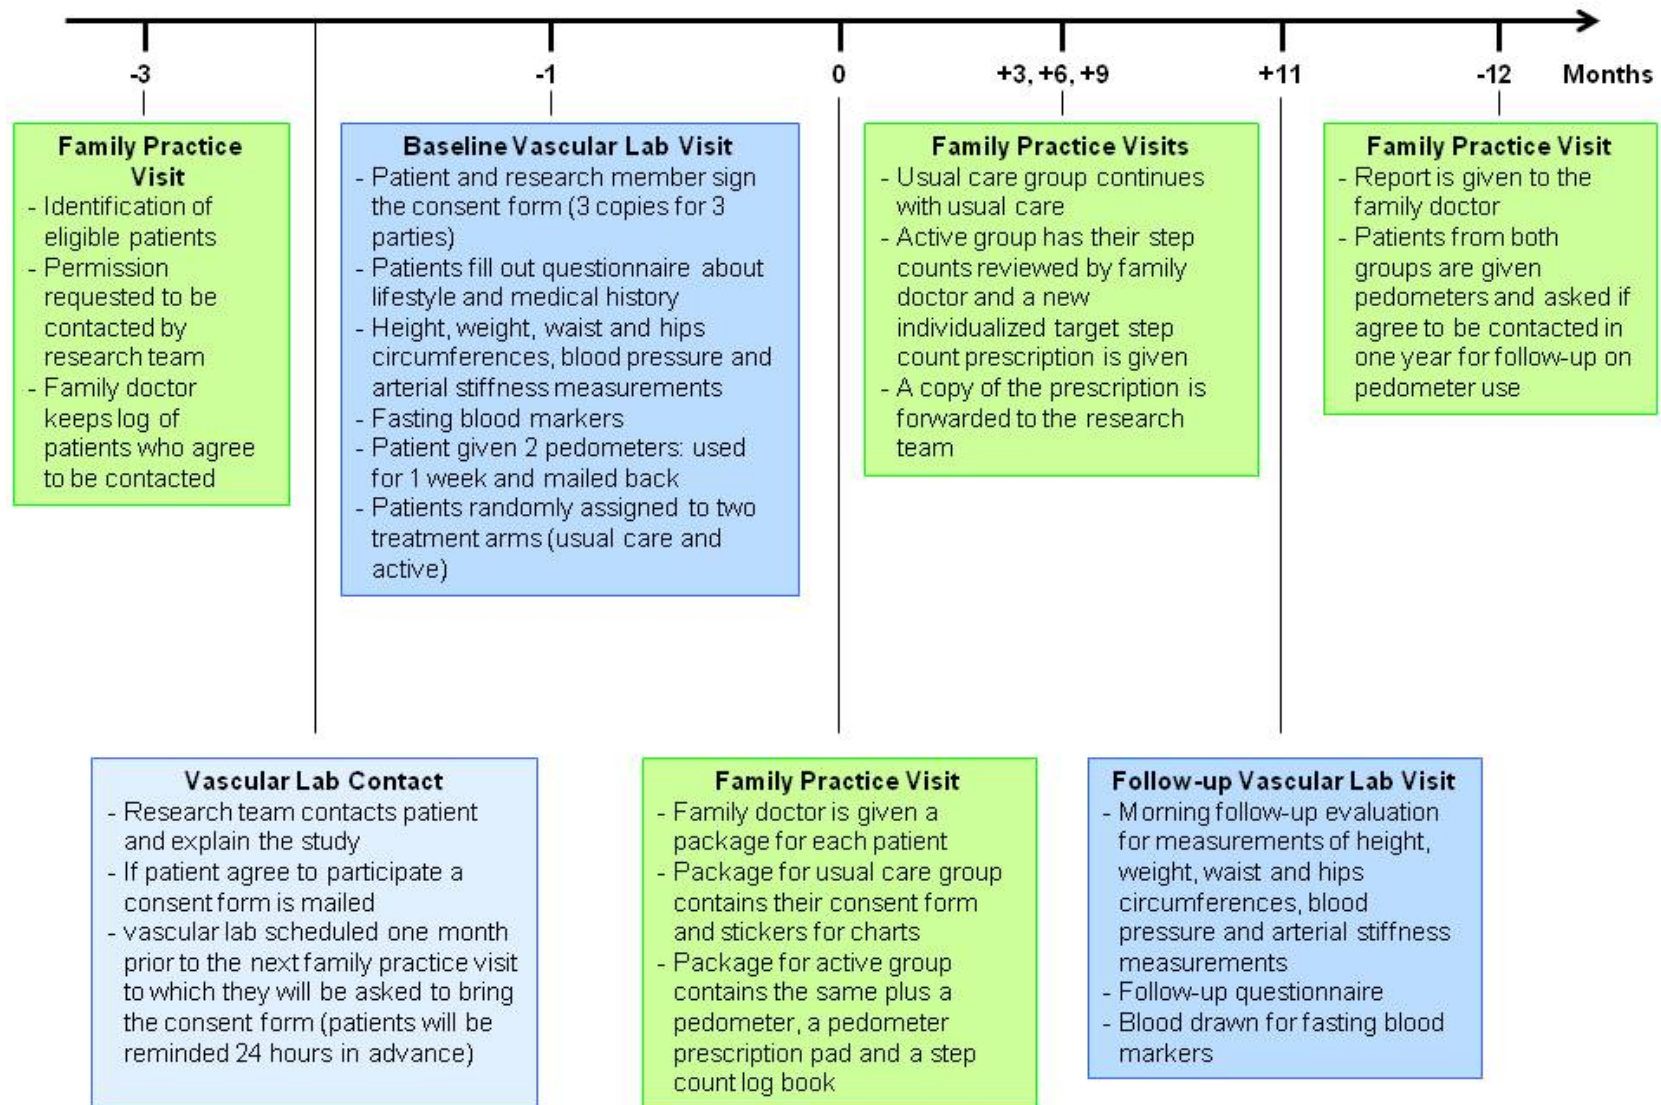 -3
-1
0
+3, +6, +9
+11
-12
Months
Family Practice
Visit
- Identification of
eligible patients
- Permission
requested to be
contacted by
research team
- Family doctor
keeps log of
patients who agree
to be contacted
Baseline Vascular Lab Visit
- Patient and research member sign
the consent form (3 copies for 3
parties)
- Patients fill out questionnaire about
lifestyle and medical history
- Height, weight, waist and hips
circumferences, blood pressure and
arterial stiffness measurements
- Fasting blood markers
- Patient given 2 pedometers: used
for 1 week and mailed back
- Patients randomly assigned to two
treatment arms (usual care and
active)
Family Practice Visits
- Usual care group continues
with usual care
- Active group has their step
counts reviewed by family
doctor and a new
individualized target step
count prescription is given
- A copy of the prescription is
forwarded to the research
team
Family Practice Visit
- Report is given to the
family doctor
- Patients from both
groups are given
pedometers and asked if
agree to be contacted in
one year for follow-up on
pedometer use
Vascular Lab Contact
- Research team contacts patient
and explain the study
- If patient agree to participate a
consent form is mailed
- vascular lab scheduled one month
prior to the next family practice visit
to which they will be asked to bring
the consent form (patients will be
reminded 24 hours in advance)
Family Practice Visit
- Family doctor is given a
package for each patient
- Package for usual care group
contains their consent form
and stickers for charts
- Package for active group
contains the same plus a
pedometer, a pedometer
prescription pad and a step
count log book
Follow-up Vascular Lab Visit
- Morning follow-up evaluation
for measurements of height,
weight, waist and hips
circumferences, blood
pressure and arterial stiffness
measurements
- Follow-up questionnaire
- Blood drawn for fasting blood
markers